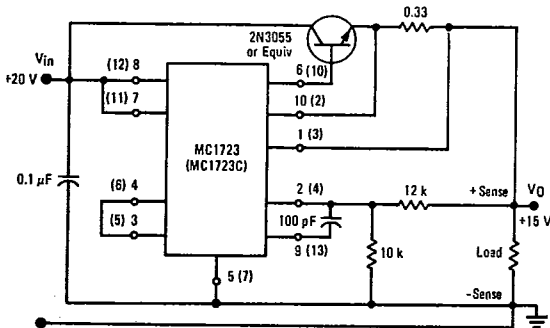 2N3055
or Equiv
0.33
Vin
+20 V
(12) 8
(11) 7
6 (10)
10 (2)
1 (3)
MC1723
(MC1723C)
0.1 µF
(6) 4
(5) 3
2 (4)
100 pF
9 (13)
12 k
10 k
+Sense
VO
+15 V
Load
5 (7)
-Sense